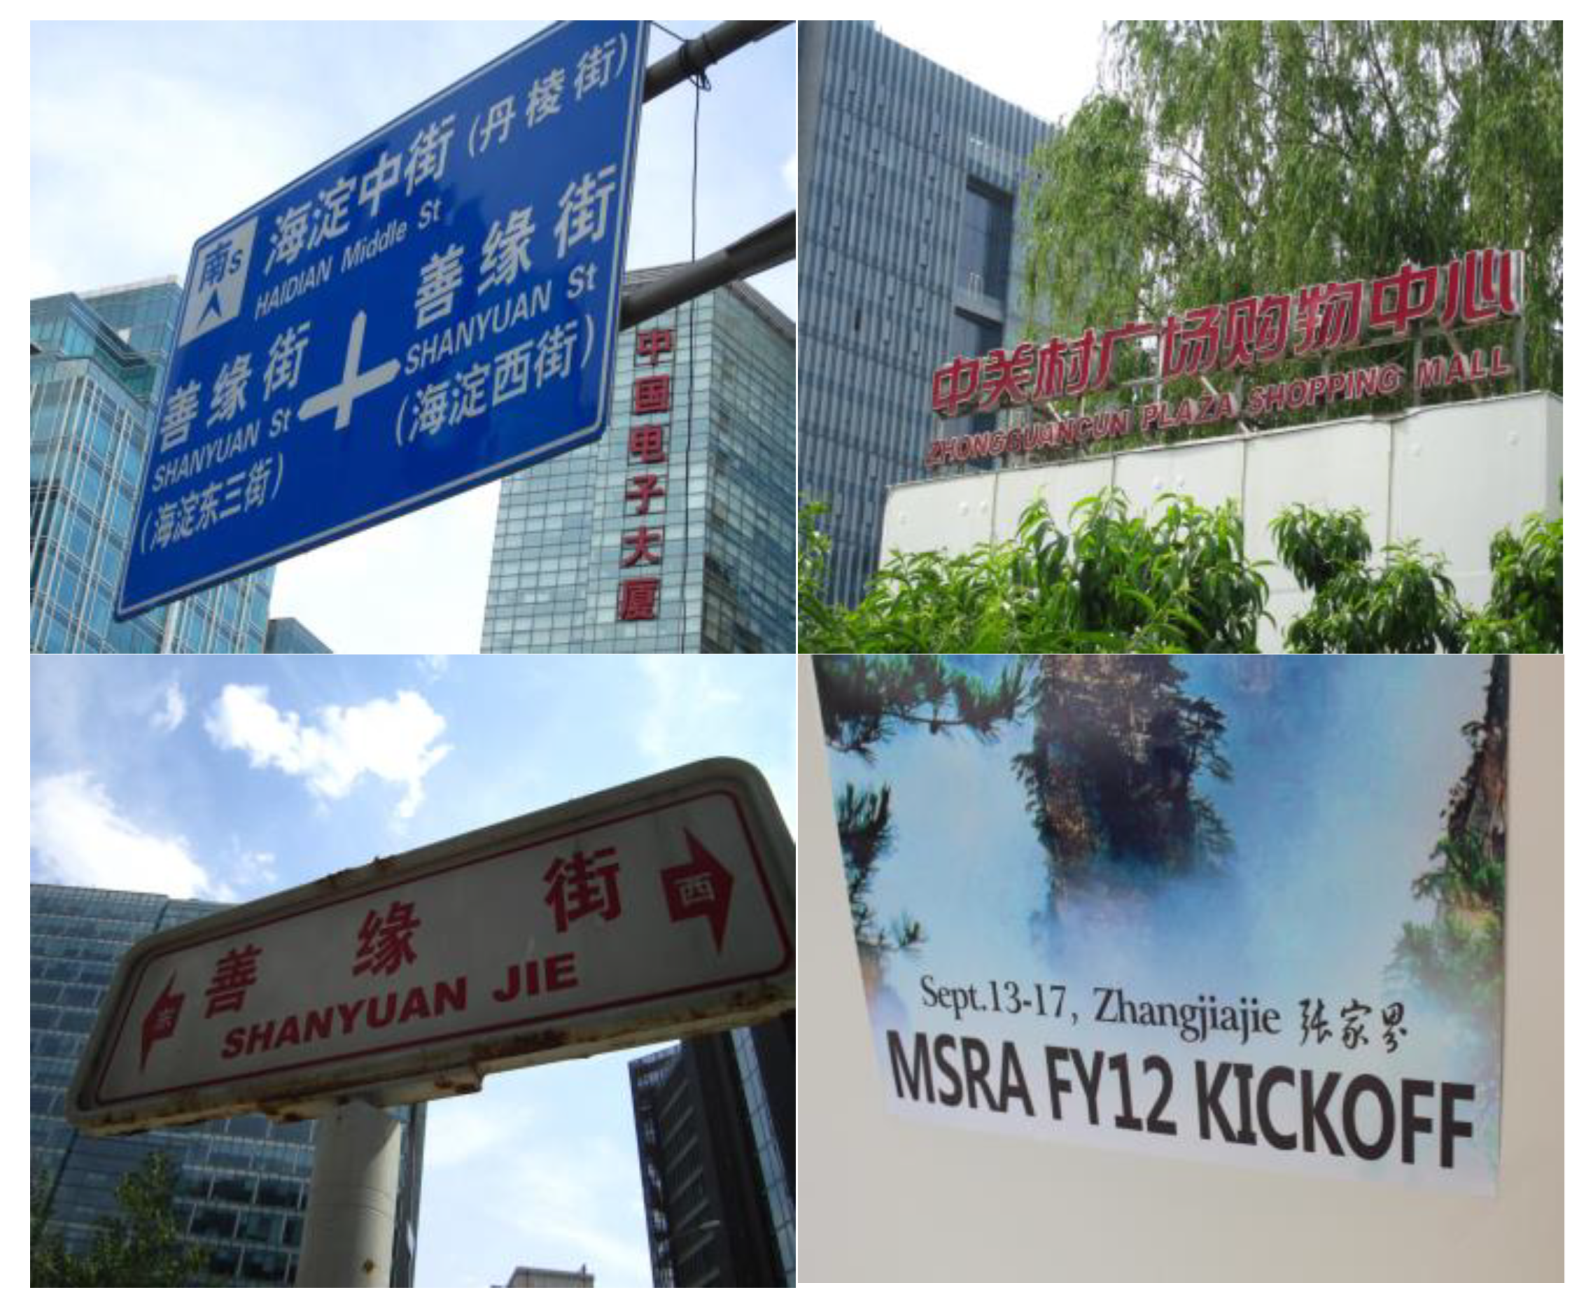 海淀中街 (丹棱街)
HAIDIAN Middle St
南S
善缘街
SHANYUAN St
(海淀西街)
善缘街
SHANYUAN St
(海淀东三街)
中国电子大厦
中关村广场购物中心
ZHONGGUANCUN PLAZA SHOPPING MALL
善缘街
西
东
SHANYUAN JIE
Sept.13-17, Zhangjiajie 张家界
MSRA FY12 KICKOFF